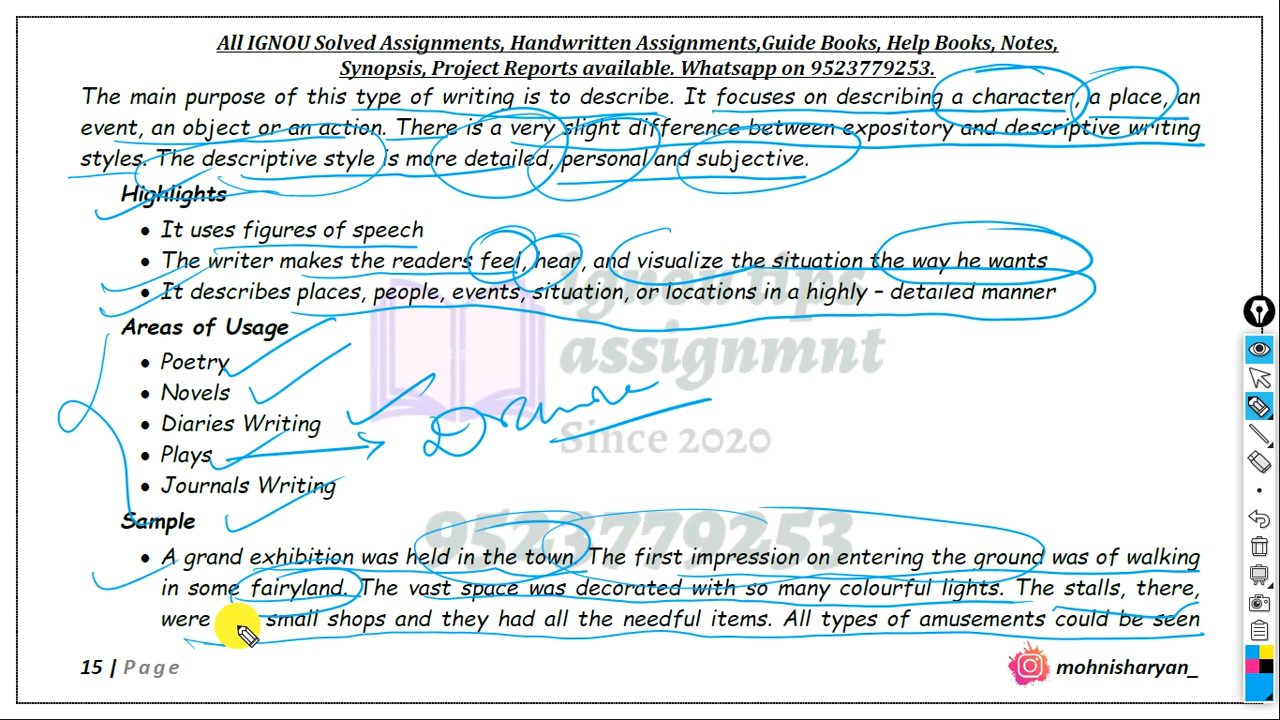 All IGNOU Solved Assignments, Handwritten Assignments,Guide Books, Help Books, Notes,
Synopsis, Project Reports available. Whatsapp on 9523779253.
The main purpose of this type of writing is to describe. It focuses on describing a character, a place, an
event, an object or an action. There is a very slight difference between expository and descriptive writing
styles. The descriptive style is more detailed, personal and subjective.
Highlights
• It uses figures of speech
• The writer makes the readers feel, hear, and visualize the situation the way he wants
• It describes places, people, events, situation, or locations in a highly – detailed manner
Areas of Usage
• Poetry
• Novels
• Diaries Writing
• Plays
• Journals Writing
Sample
• A grand exhibition was held in the town. The first impression on entering the ground was of walking
in some fairyland. The vast space was decorated with so many colourful lights. The stalls, there,
were small shops and they had all the needful items. All types of amusements could be seen
ignou tips
assignmnt
Since 2020
9523779253
15 | Page
mohnisharyan_